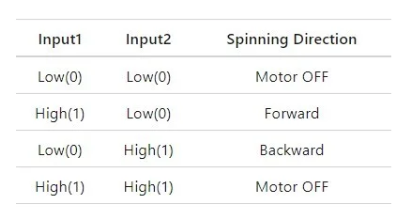 Input1 Input2 Spinning Direction
Low(0) Low(0) Motor OFF
High(1) Low(0) Forward
Low(0) High(1) Backward
High(1) High(1) Motor OFF